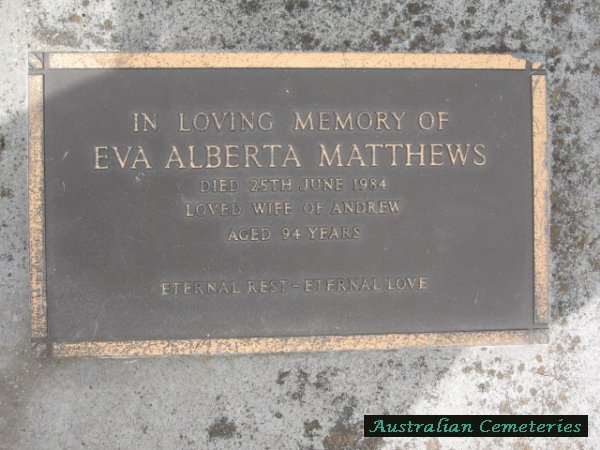 IN LOVING MEMORY OF
EVA ALBERTA MATTHEWS
DIED 25TH JUNE 1984
LOVED WIFE OF ANDREW
AGED 94 YEARS
ETERNAL REST - ETERNAL LOVE
Australian Cemeteries